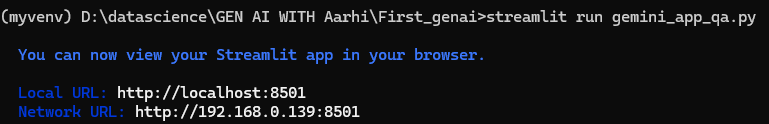 (myvenv) D:\datascience\GEN AI WITH Aarhi\First_genai>streamlit run gemini_app_qa.py
You can now view your Streamlit app in your browser.
Local URL: http://localhost:8501
Network URL: http://192.168.0.139:8501